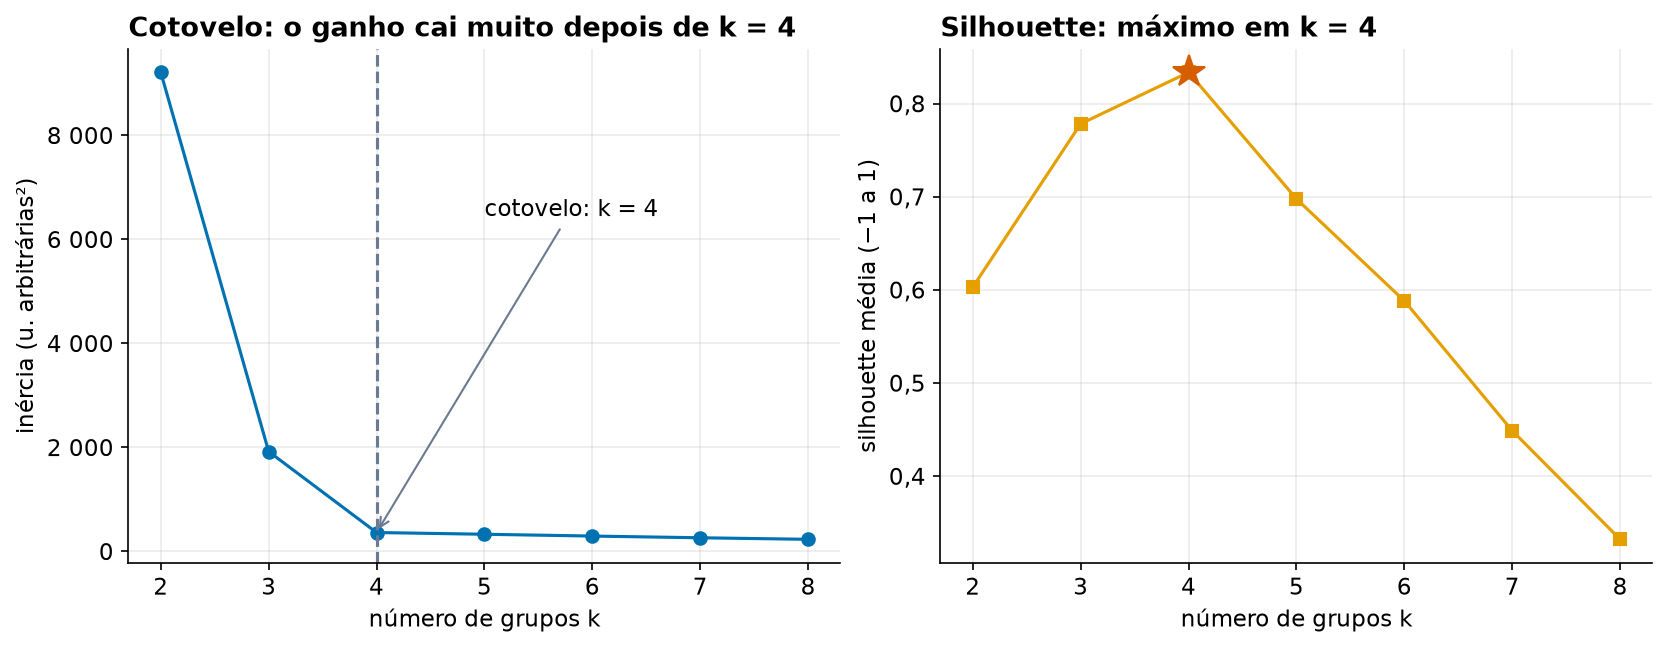 Cotovelo: o ganho cai muito depois de k = 4
inércia (u. arbitrárias²)
8 000
6 000
4 000
2 000
0
cotovelo: k = 4
2 3 4 5 6 7 8
número de grupos k
Silhouette: máximo em k = 4
silhouette média (−1 a 1)
0,8
0,7
0,6
0,5
0,4
2 3 4 5 6 7 8
número de grupos k